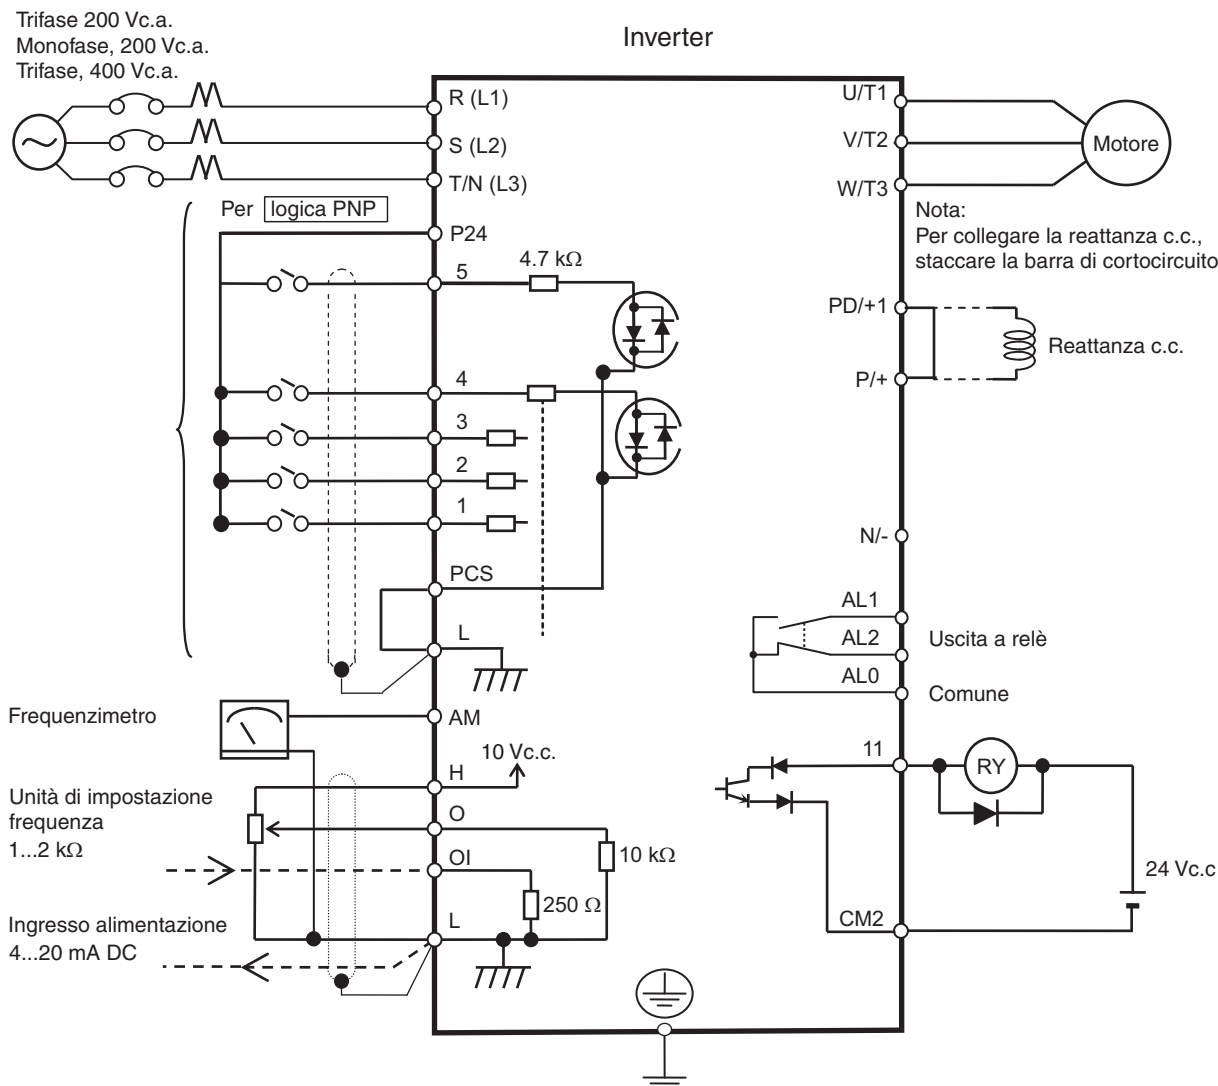 Trifase 200 Vc.a.
Monofase, 200 Vc.a.
Trifase, 400 Vc.a.
Inverter
R (L1)
S (L2)
T/N (L3)
U/T1
V/T2
W/T3
Motore
Per logica PNP
P24
5
4.7 kΩ
4
3
2
1
PCS
L
Nota:
Per collegare la reattanza c.c.,
staccare la barra di cortocircuito
PD/+1
P/+
Reattanza c.c.
N/-
AL1
AL2
AL0
Uscita a relè
Comune
Frequenzimetro
AM
10 Vc.c.
H
Unità di impostazione
frequenza
1...2 kΩ
O
OI
10 kΩ
250 Ω
Ingresso alimentazione
4...20 mA DC
L
11
RY
24 Vc.c
CM2